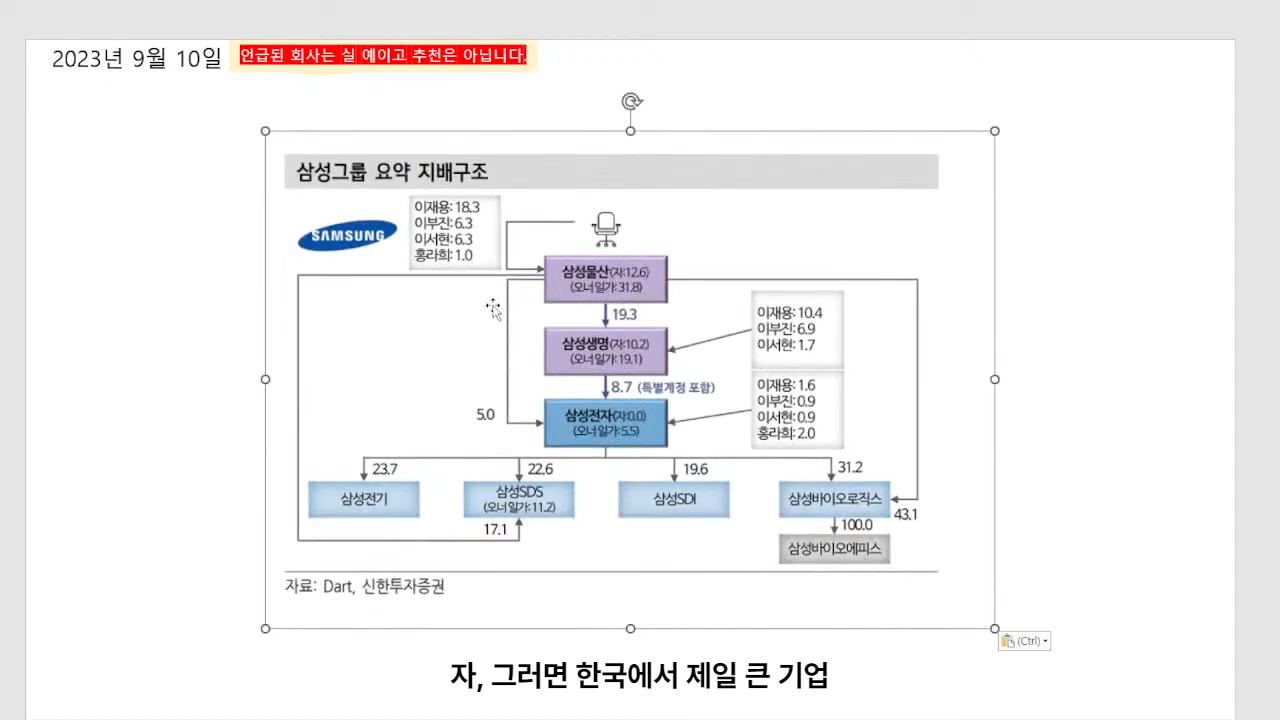 2023년 9월 10일
언급된 회사는 실 예이고 추천은 아닙니다.
삼성그룹 요약 지배구조
SAMSUNG
이재용: 18.3
이부진: 6.3
이서현: 6.3
홍라희: 1.0
삼성물산(자:12.6)
(오너 일가: 31.8)
19.3
이재용: 10.4
이부진: 6.9
이서현: 1.7
삼성생명(자:10.2)
(오너 일가: 19.1)
8.7 (특별계정 포함)
이재용: 1.6
이부진: 0.9
이서현: 0.9
홍라희: 2.0
5.0
삼성전자(자:0.0)
(오너 일가: 5.5)
23.7
22.6
19.6
31.2
삼성전기
삼성SDS
(오너 일가: 11.2)
삼성SDI
삼성바이오로직스
43.1
17.1
100.0
삼성바이오에피스
자료: Dart, 신한투자증권
(Ctrl)
자, 그러면 한국에서 제일 큰 기업